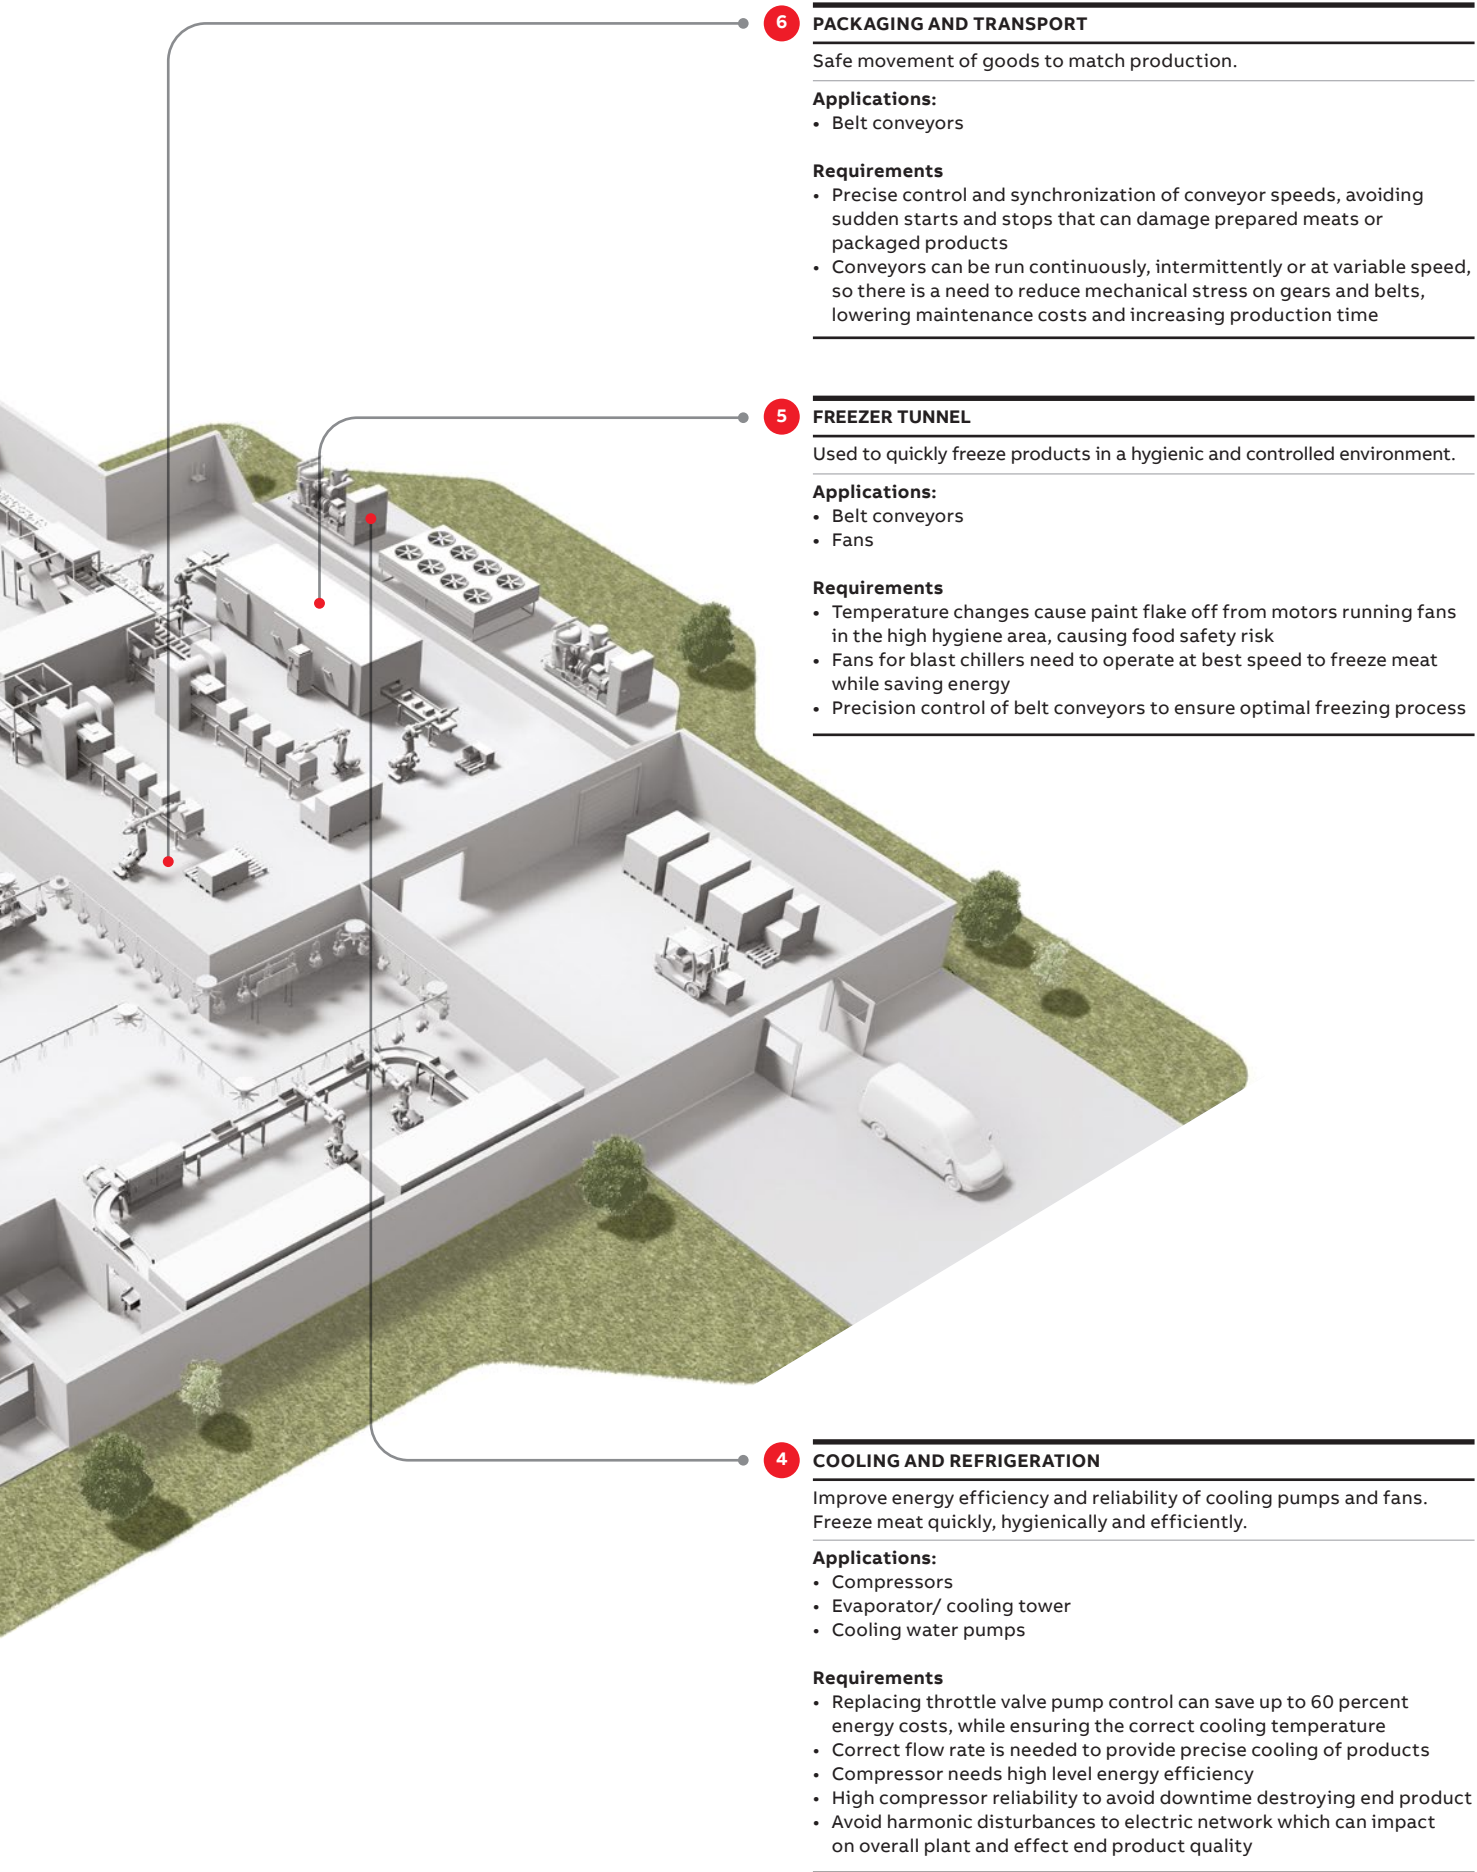 6 PACKAGING AND TRANSPORT
Safe movement of goods to match production.
Applications:
• Belt conveyors
Requirements
• Precise control and synchronization of conveyor speeds, avoiding
sudden starts and stops that can damage prepared meats or
packaged products
• Conveyors can be run continuously, intermittently or at variable speed,
so there is a need to reduce mechanical stress on gears and belts,
lowering maintenance costs and increasing production time
5 FREEZER TUNNEL
Used to quickly freeze products in a hygienic and controlled environment.
Applications:
• Belt conveyors
• Fans
Requirements
• Temperature changes cause paint flake off from motors running fans
in the high hygiene area, causing food safety risk
• Fans for blast chillers need to operate at best speed to freeze meat
while saving energy
• Precision control of belt conveyors to ensure optimal freezing process
4 COOLING AND REFRIGERATION
Improve energy efficiency and reliability of cooling pumps and fans.
Freeze meat quickly, hygienically and efficiently.
Applications:
• Compressors
• Evaporator/ cooling tower
• Cooling water pumps
Requirements
• Replacing throttle valve pump control can save up to 60 percent
energy costs, while ensuring the correct cooling temperature
• Correct flow rate is needed to provide precise cooling of products
• Compressor needs high level energy efficiency
• High compressor reliability to avoid downtime destroying end product
• Avoid harmonic disturbances to electric network which can impact
on overall plant and effect end product quality